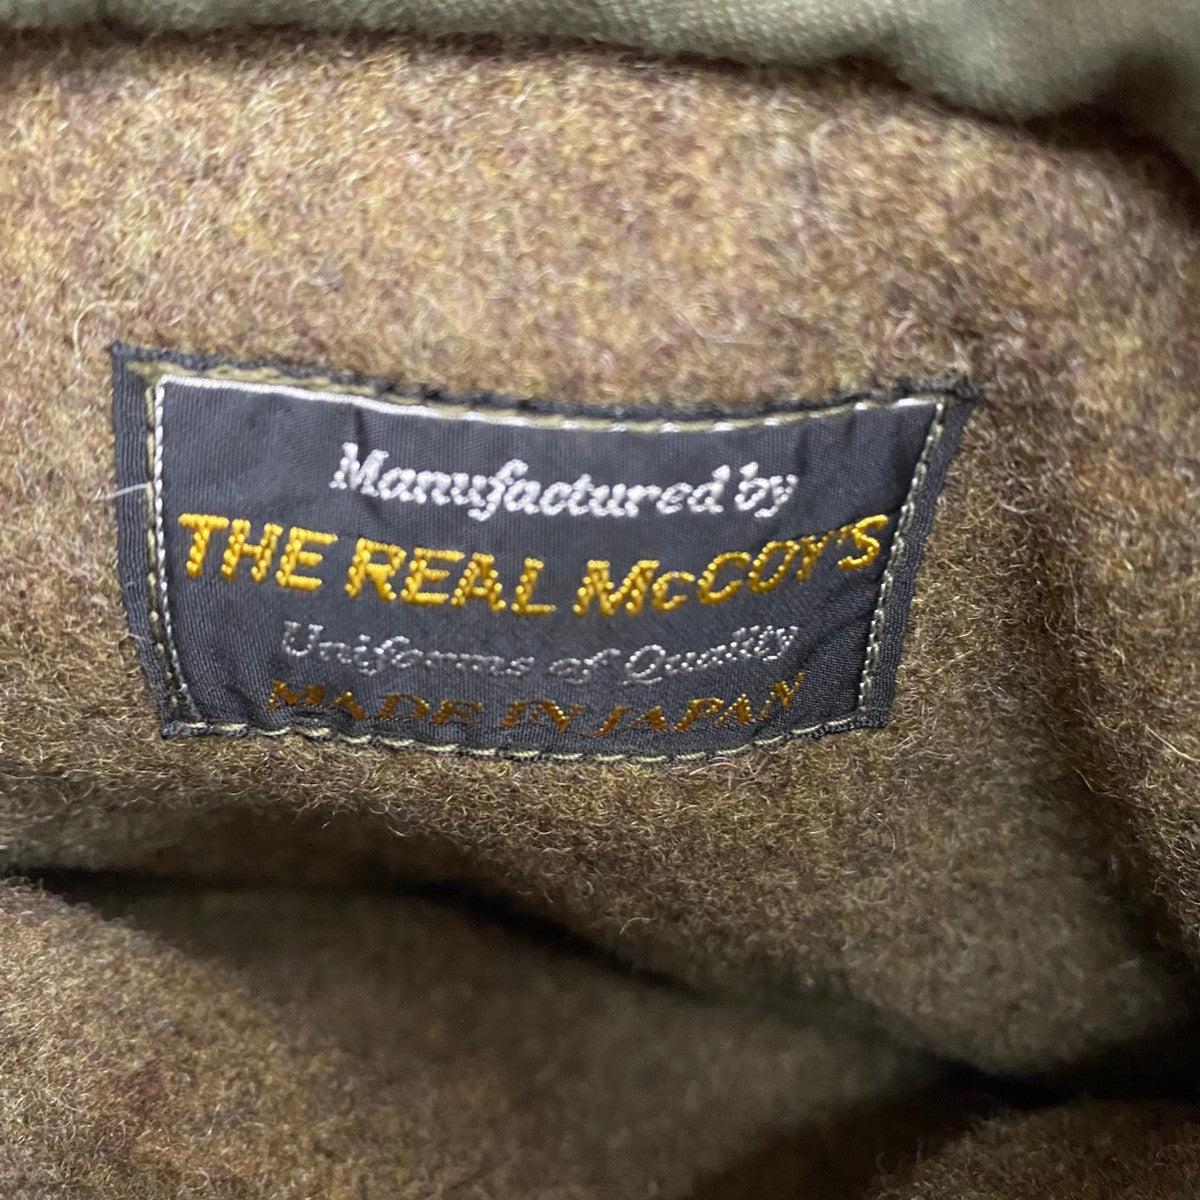 Manufactured by
THE REAL McCOY'S
Uniforms of Quality
MADE IN JAPAN